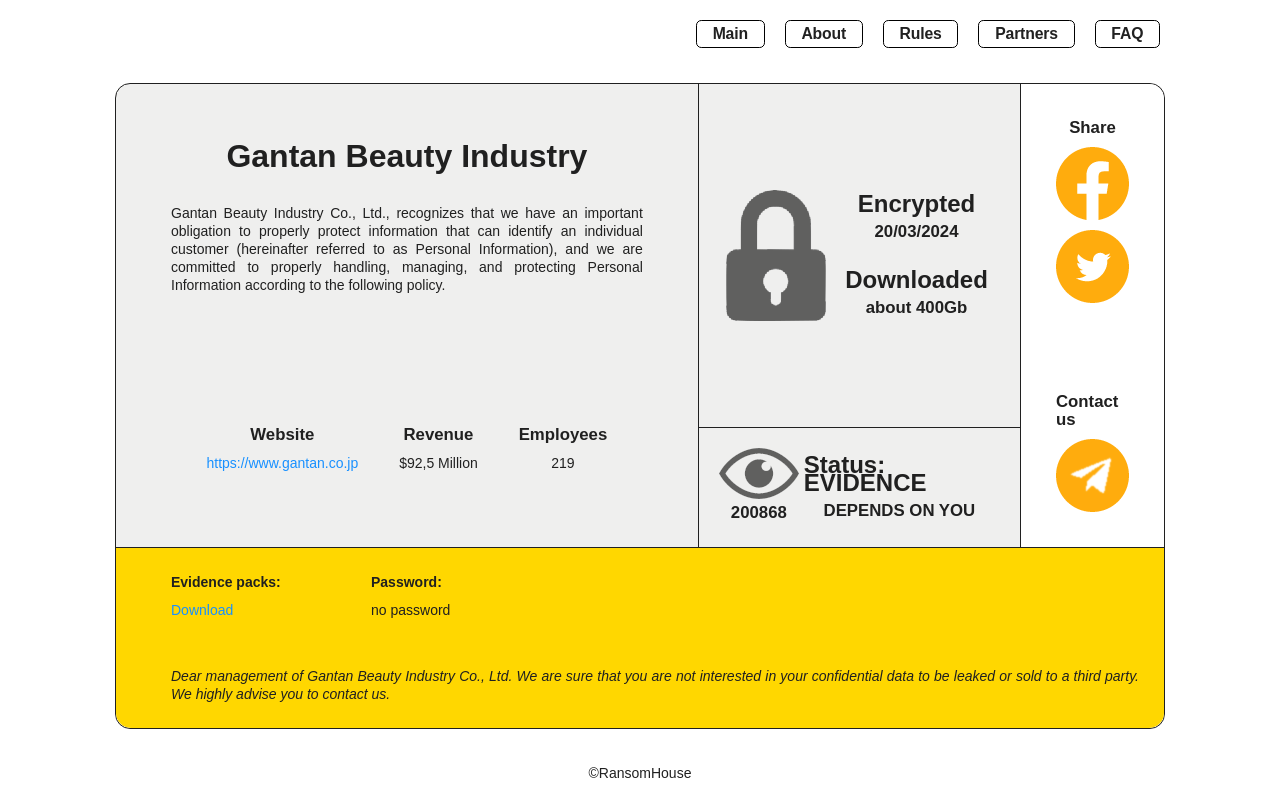 Main
About
Rules
Partners
FAQ
Gantan Beauty Industry
Gantan Beauty Industry Co., Ltd., recognizes that we have an important
obligation to properly protect information that can identify an individual
customer (hereinafter referred to as Personal Information), and we are
committed to properly handling, managing, and protecting Personal
Information according to the following policy.
Website
https://www.gantan.co.jp
Revenue
$92,5 Million
Employees
219
Encrypted
20/03/2024
Downloaded
about 400Gb
200868
Status:
EVIDENCE
DEPENDS ON YOU
Share
Contact
us
Evidence packs:
Download
Password:
no password
Dear management of Gantan Beauty Industry Co., Ltd. We are sure that you are not interested in your confidential data to be leaked or sold to a third party.
We highly advise you to contact us.
©RansomHouse